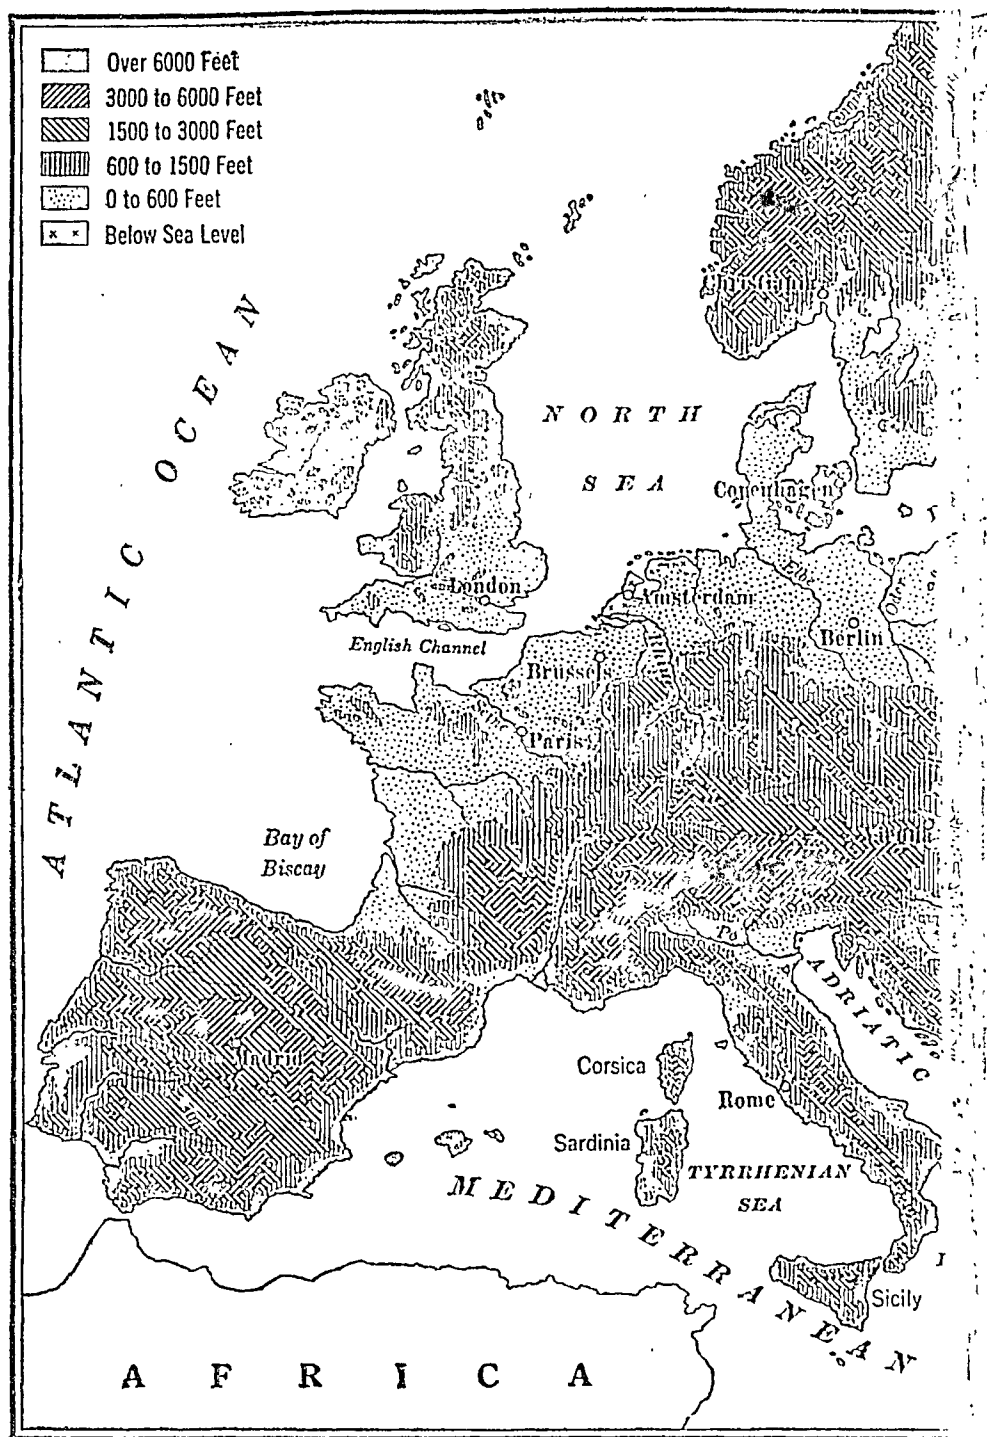 Over 6000 Feet
3000 to 6000 Feet
1500 to 3000 Feet
600 to 1500 Feet
0 to 600 Feet
Below Sea Level
ATLANTIC OCEAN
NORTH
SEA
Copenhagen
London
Elbe
Oder
Amsterdam
Berlin
English Channel
Brussels
Paris
Bay of
Biscay
Po
ADRIATIC
Madrid
Corsica
Rome
Sardinia
TYRRHENIAN
SEA
MEDITERRANEAN
Sicily
AFRICA